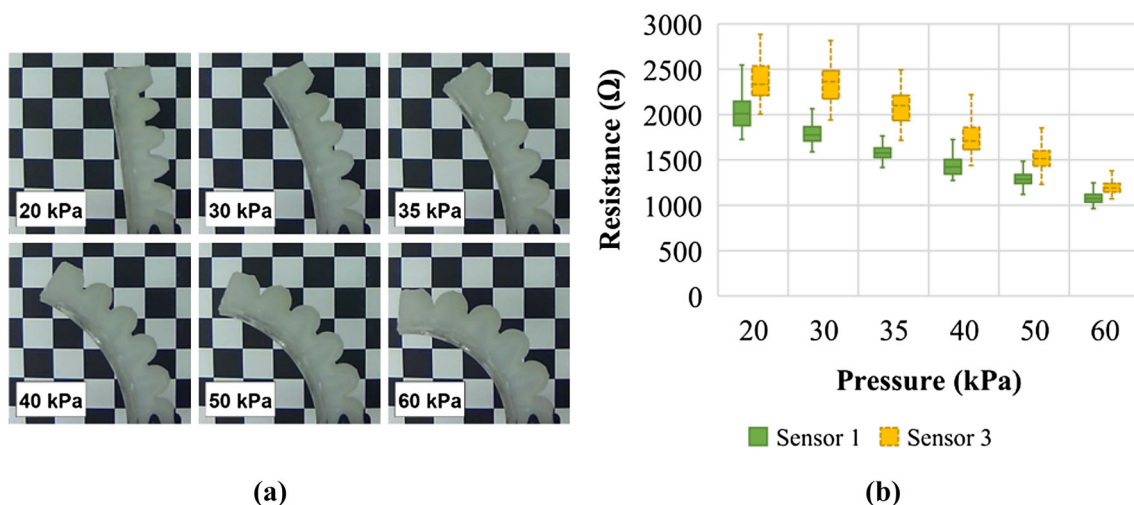 20 kPa
30 kPa
35 kPa
40 kPa
50 kPa
60 kPa
(a)
Resistance (Ω)
3000
2500
2000
1500
1000
500
0
20 30 35 40 50 60
Pressure (kPa)
Sensor 1 Sensor 3
(b)